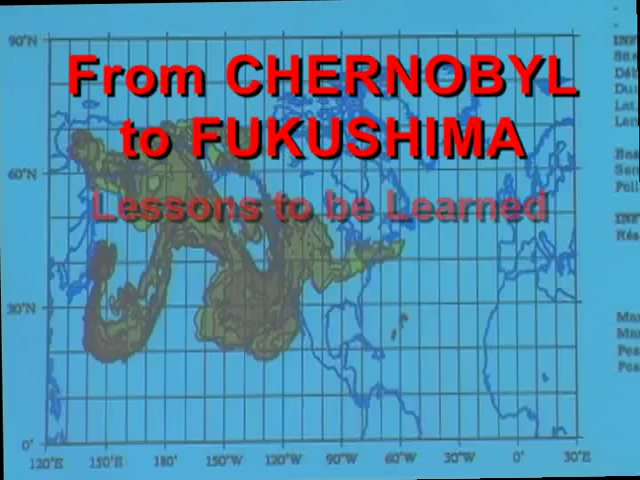 From CHERNOBYL
to FUKUSHIMA
Lessons to be Learned
90°N
60°N
30°N
0°
120°E 150°E 180° 150°W 120°W 90°W 60°W 30°W 0° 30°E